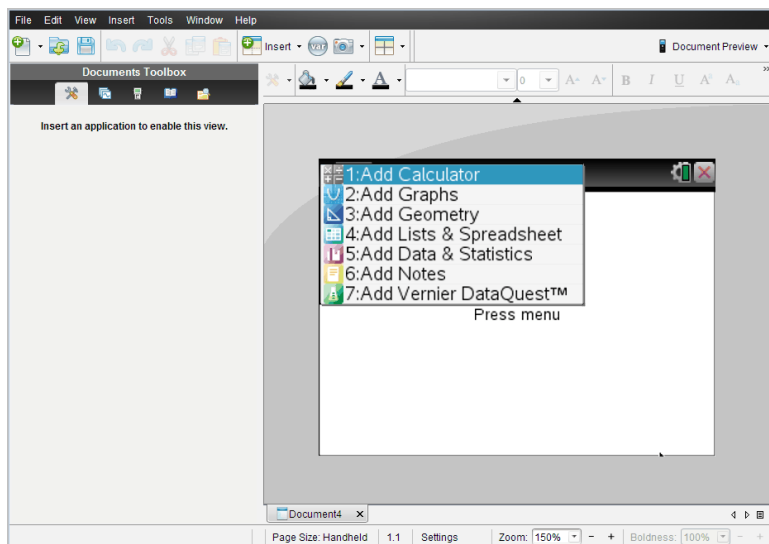 File Edit View Insert Tools Window Help
Insert var Document Preview
Documents Toolbox
0 A A B I U A A »
Insert an application to enable this view.
1:Add Calculator
2:Add Graphs
3:Add Geometry
4:Add Lists & Spreadsheet
5:Add Data & Statistics
6:Add Notes
7:Add Vernier DataQuest™
Press menu
Document4 x
Page Size: Handheld 1.1 Settings Zoom: 150% - + Boldness: 100% - +